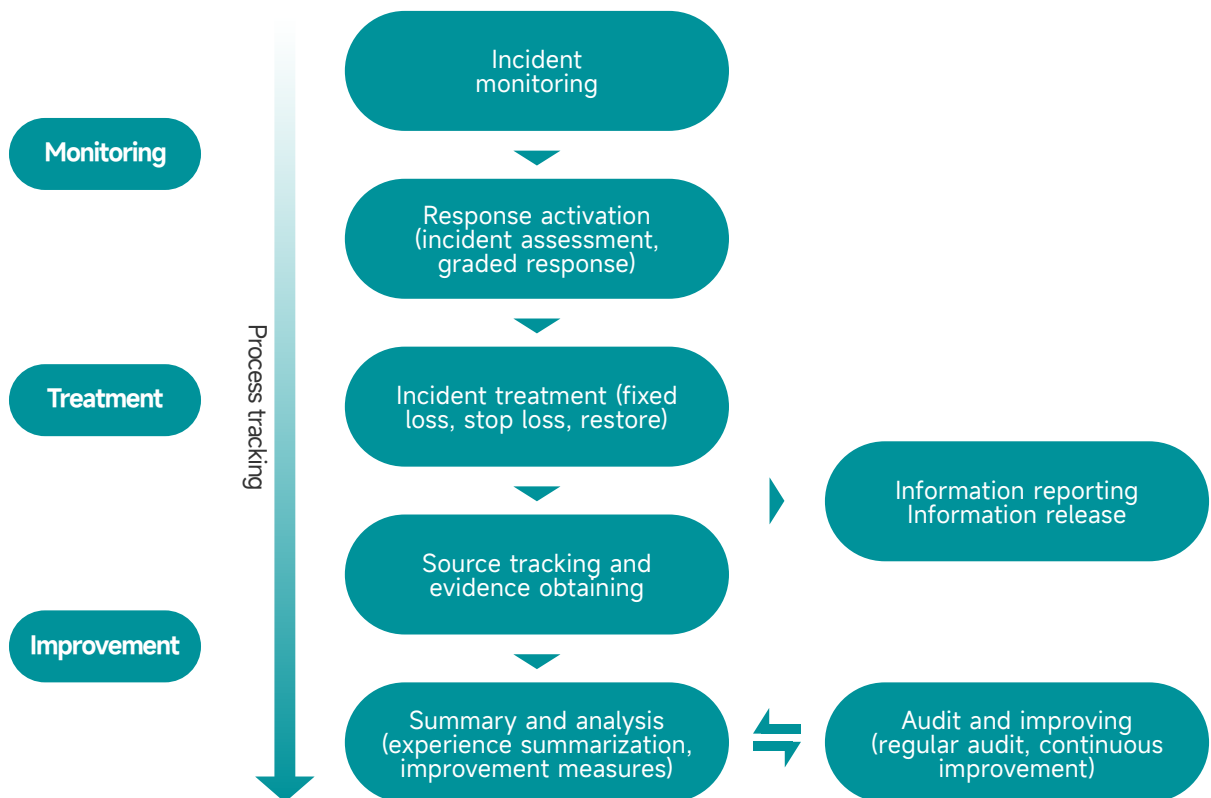 Monitoring
Treatment
Improvement
Process tracking
Incident
monitoring
Response activation
(incident assessment,
graded response)
Incident treatment (fixed
loss, stop loss, restore)
Source tracking and
evidence obtaining
Summary and analysis
(experience summarization,
improvement measures)
Information reporting
Information release
Audit and improving
(regular audit, continuous
improvement)